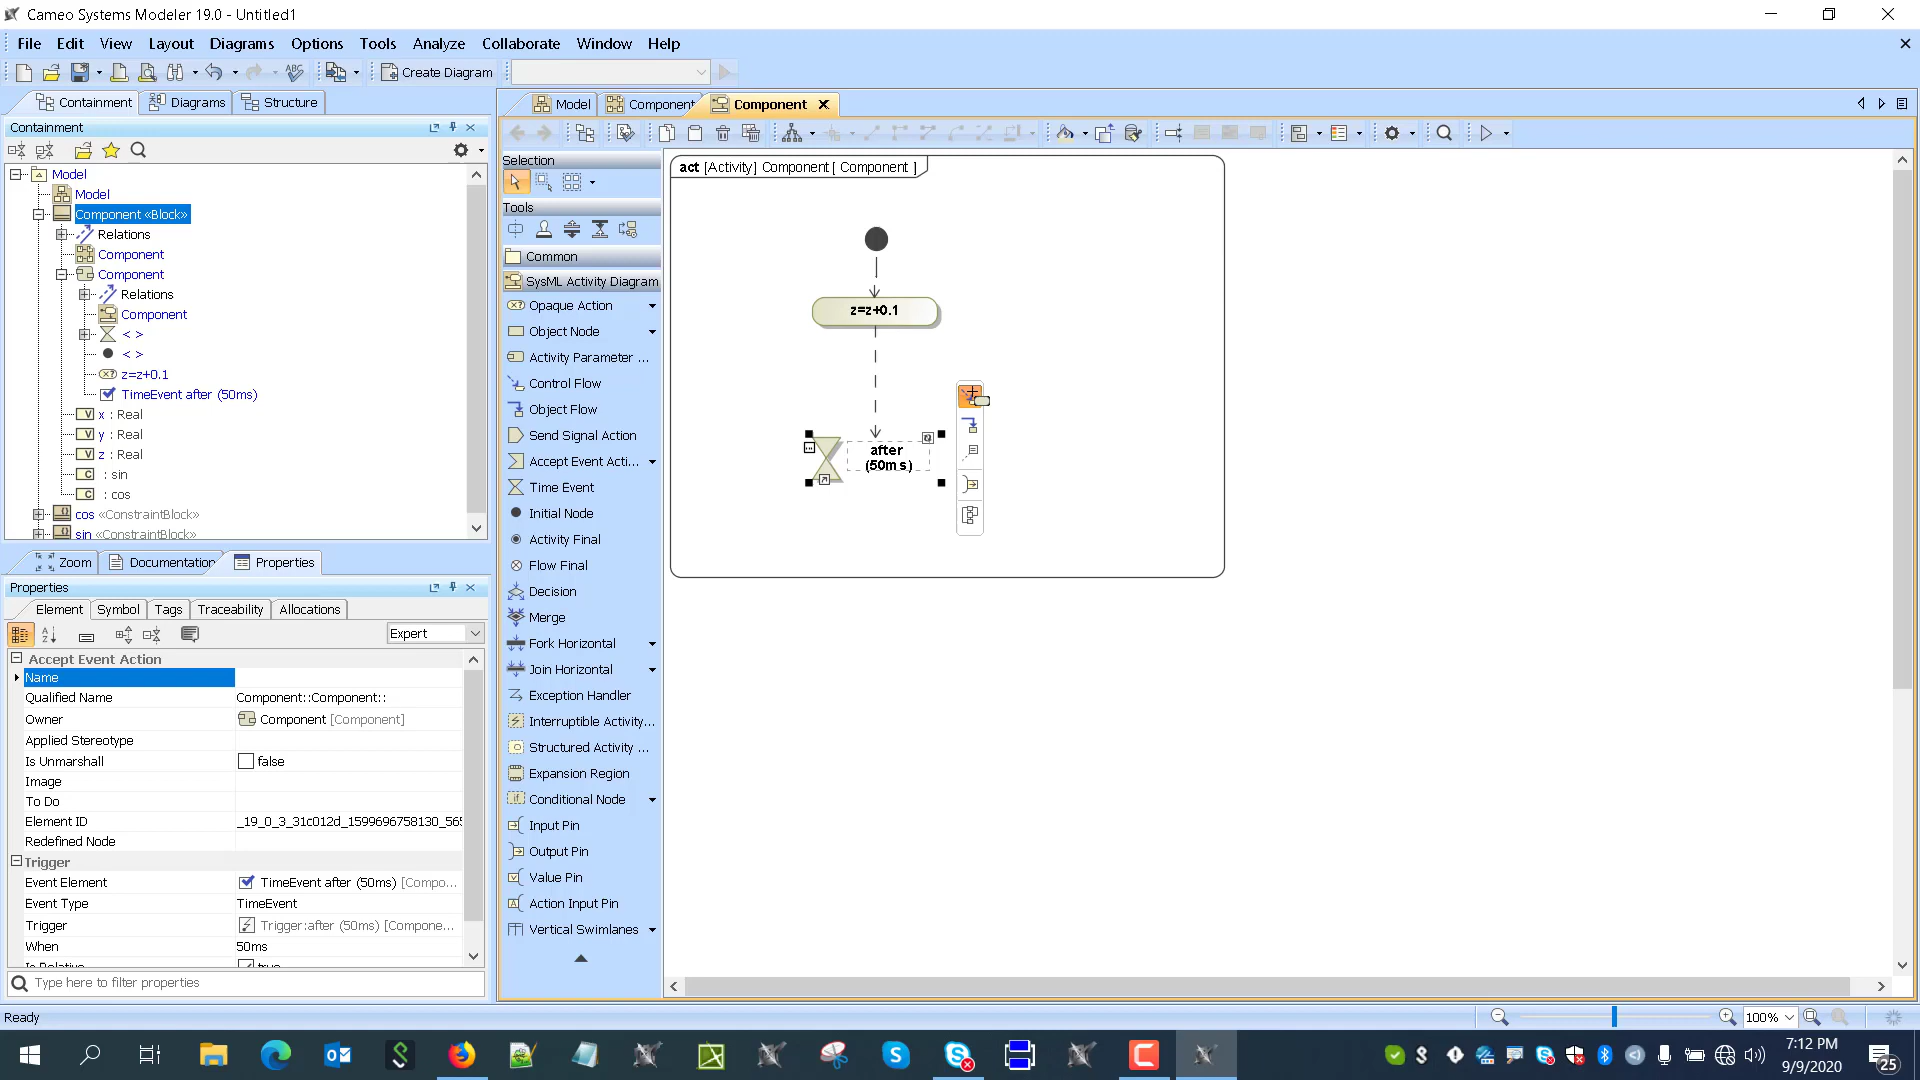 Cameo Systems Modeler 19.0 - Untitled1
File Edit View Layout Diagrams Options Tools Analyze Collaborate Window Help
Create Diagram
Containment Diagrams Structure
Model Component Component
Containment
act [Activity] Component [ Component ]
Model
Model
Component «Block»
Relations
Component
Component
Relations
Component
< >
< >
z=z+0.1
TimeEvent after (50ms)
x : Real
y : Real
z : Real
: sin
: cos
cos «ConstraintBlock»
sin «ConstraintBlock»
Zoom Documentation Properties
Properties
Element Symbol Tags Traceability Allocations
Expert
Accept Event Action
Name
Qualified Name Component::Component::
Owner Component [Component]
Applied Stereotype
Is Unmarshall false
Image
To Do
Element ID _19_0_3_31c012d_1599696758130_565
Redefined Node
Trigger
Event Element TimeEvent after (50ms) [Compo...
Event Type TimeEvent
Trigger Trigger:after (50ms) [Compone...
When 50ms
Is Relative true
Type here to filter properties
Selection
Tools
Common
SysML Activity Diagram
Opaque Action
Object Node
Activity Parameter ...
Control Flow
Object Flow
Send Signal Action
Accept Event Acti...
Time Event
Initial Node
Activity Final
Flow Final
Decision
Merge
Fork Horizontal
Join Horizontal
Exception Handler
Interruptible Activity...
Structured Activity ...
Expansion Region
Conditional Node
Input Pin
Output Pin
Value Pin
Action Input Pin
Vertical Swimlanes
z=z+0.1
after
(50ms)
Ready
100%
7:12 PM
9/9/2020
25